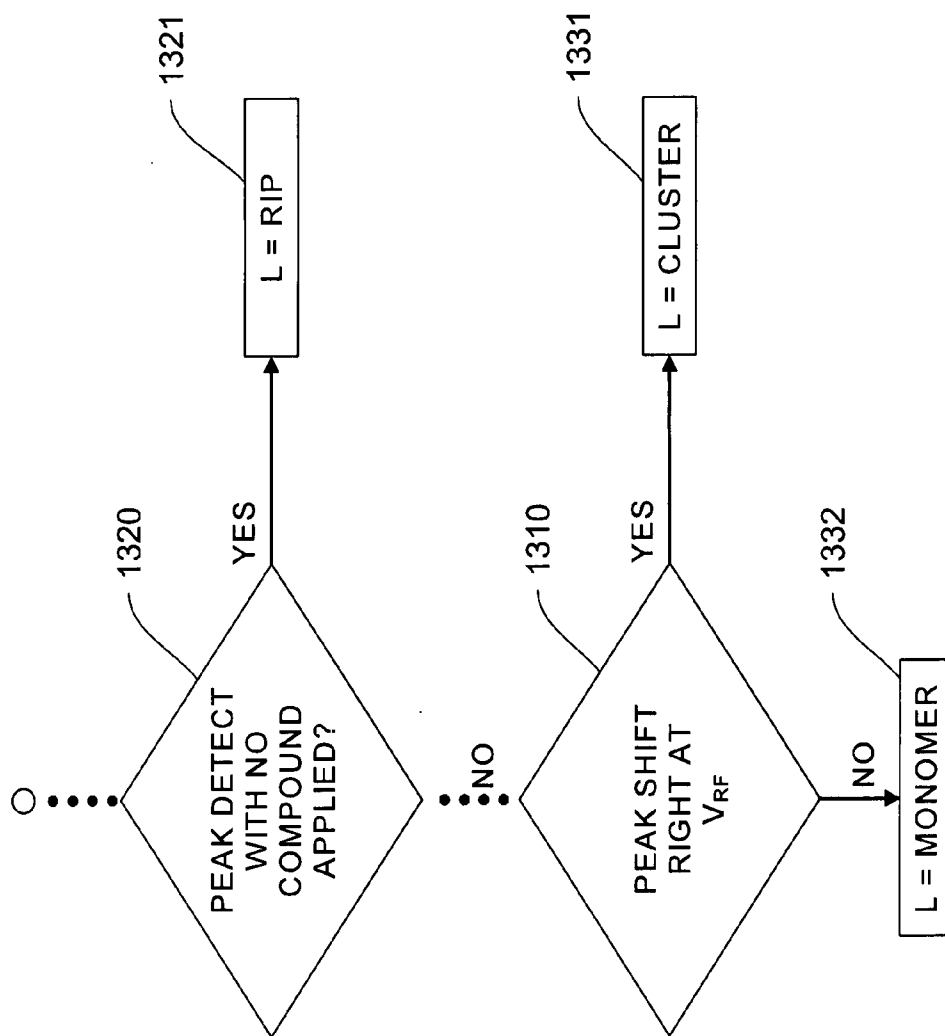 1320
PEAK DETECT
WITH NO
COMPOUND
APPLIED?
YES
1321
L = RIP
NO
1310
PEAK SHIFT
RIGHT AT
V_RF
YES
1331
L = CLUSTER
NO
1332
L = MONOMER